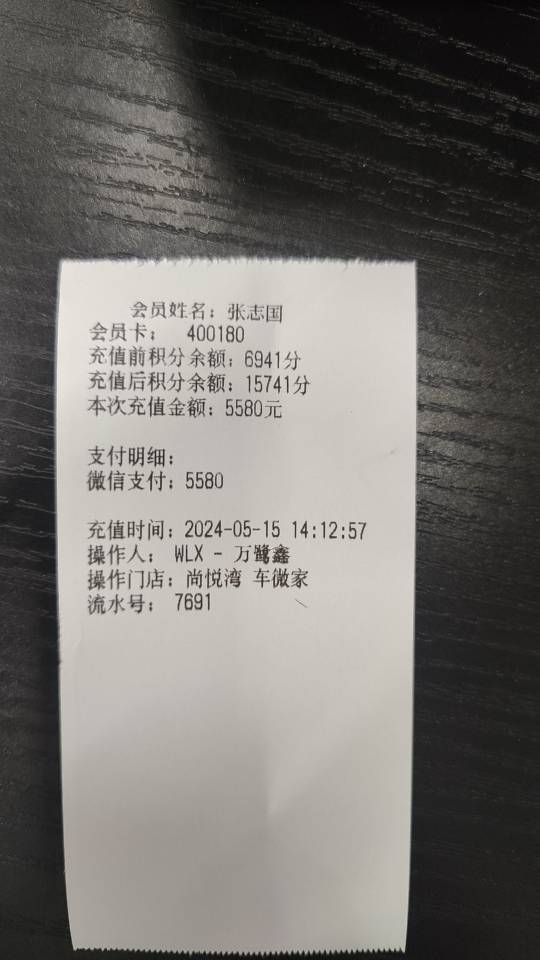 会员姓名：张志国
会员卡： 400180
充值前积分余额：6941分
充值后积分余额：15741分
本次充值金额：5580元
支付明细：
微信支付：5580
充值时间：2024-05-15 14:12:57
操作人： WLX - 万鹭鑫
操作门店：尚悦湾 车微家
流水号： 7691